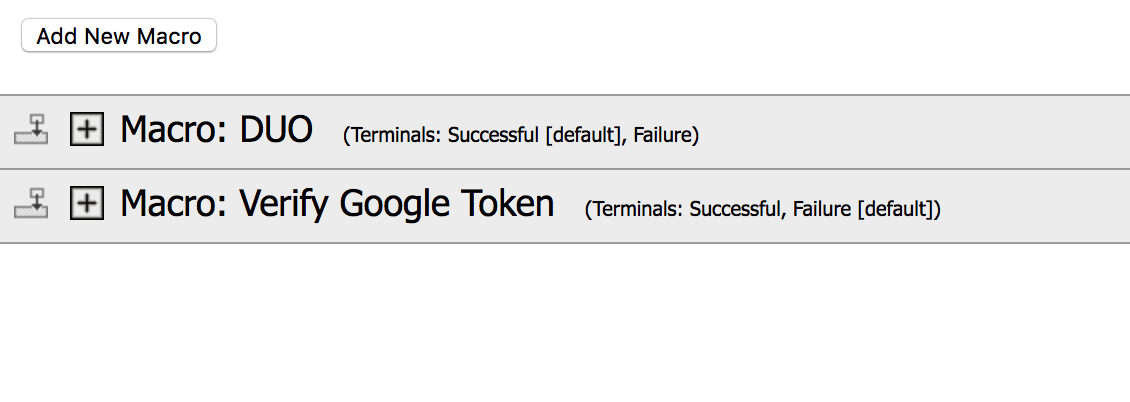 Add New Macro
Macro: DUO (Terminals: Successful [default], Failure)
Macro: Verify Google Token (Terminals: Successful, Failure [default])